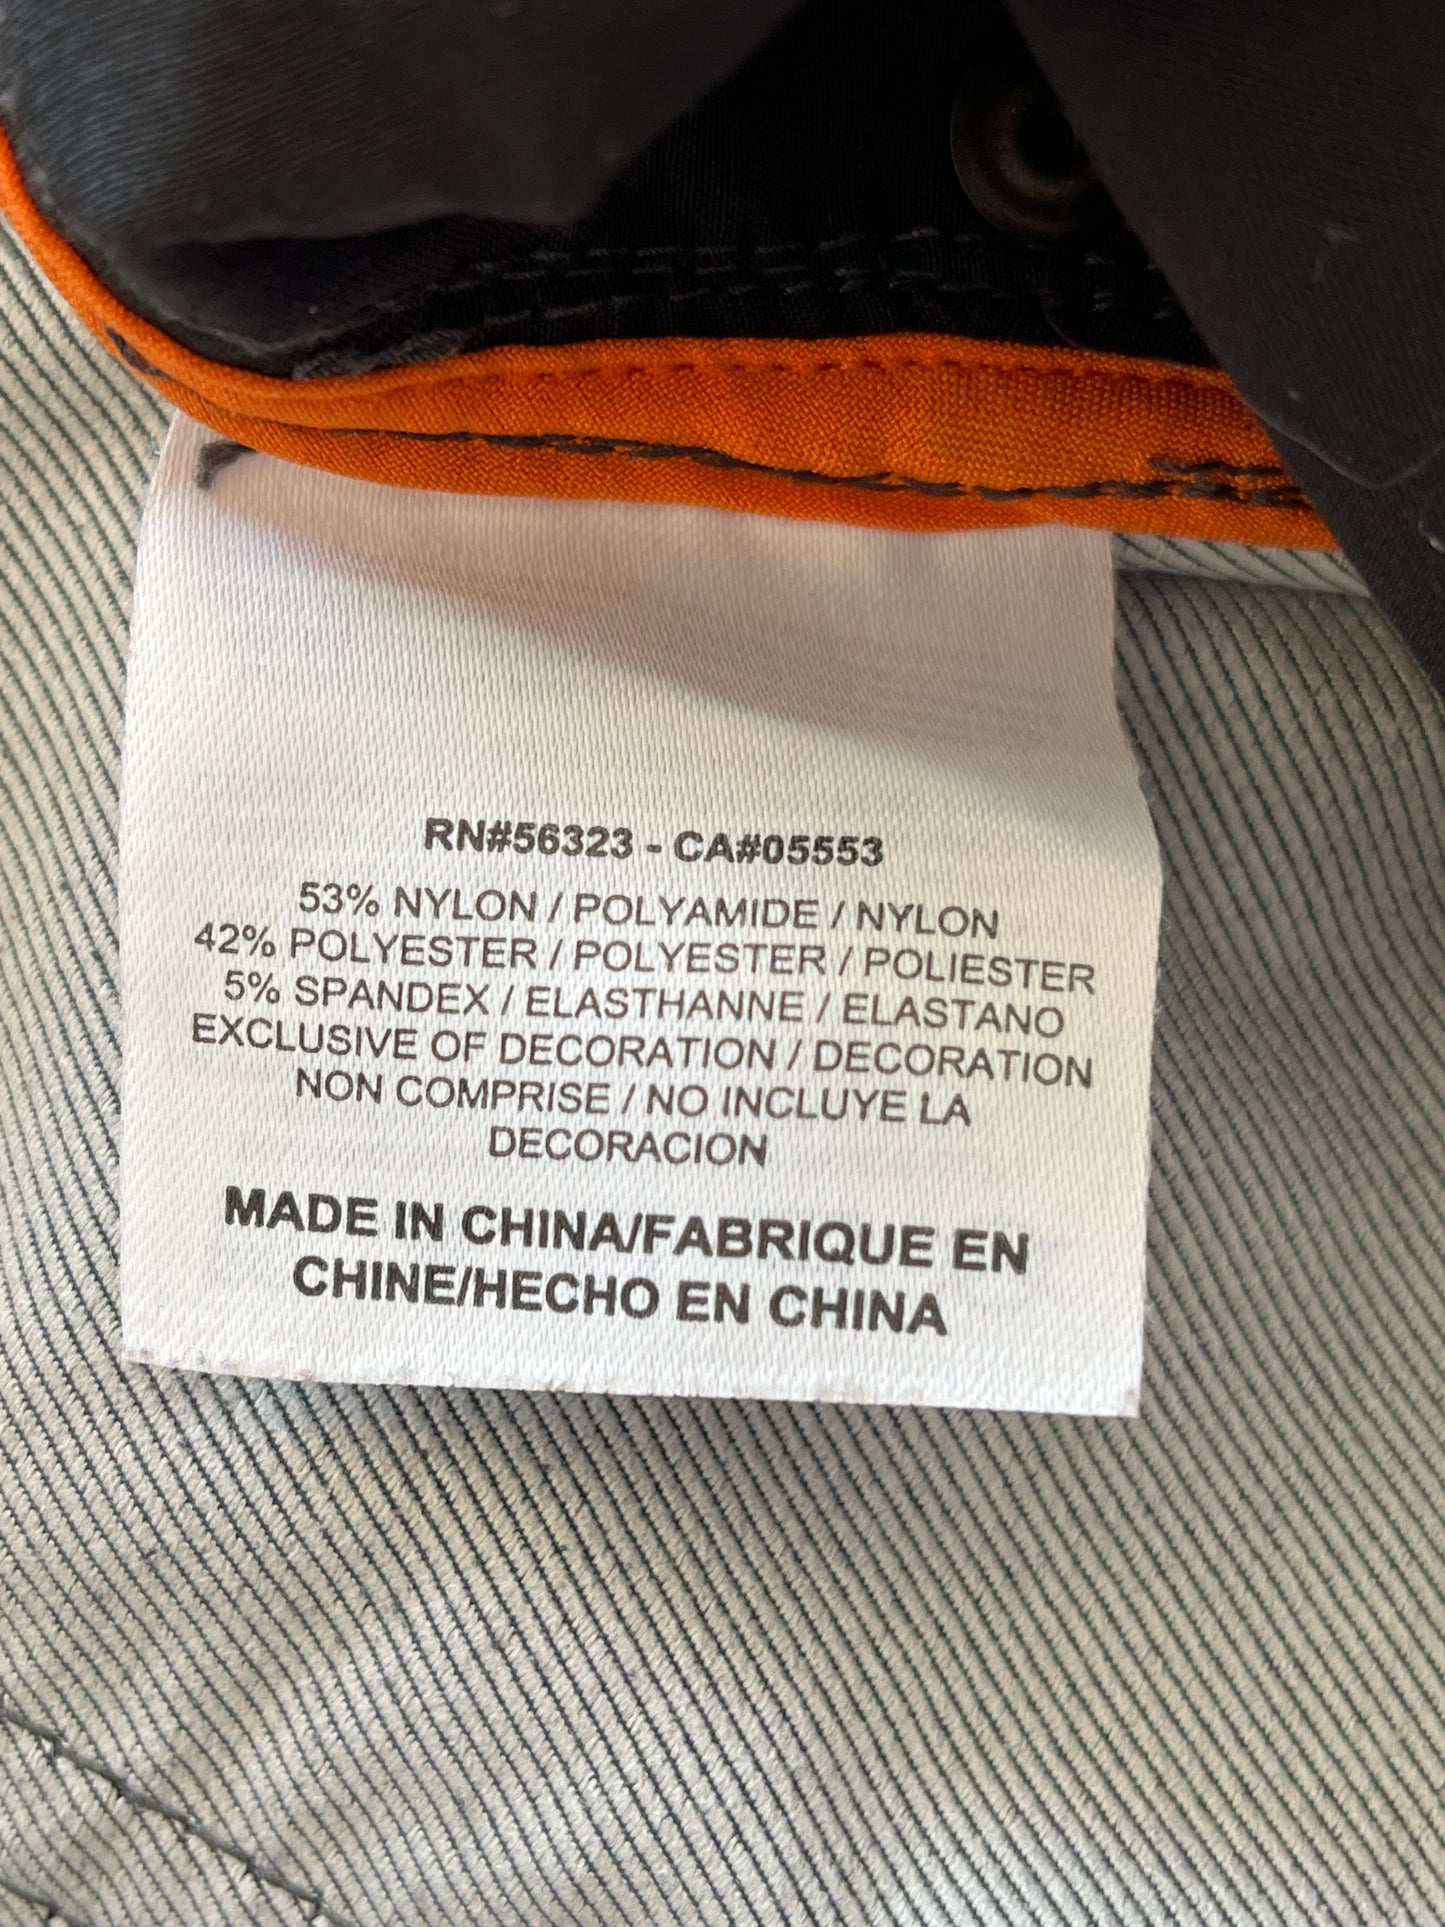 RN#56323 - CA#05553
53% NYLON / POLYAMIDE / NYLON
42% POLYESTER / POLYESTER / POLIESTER
5% SPANDEX / ELASTHANNE / ELASTANO
EXCLUSIVE OF DECORATION / DECORATION
NON COMPRISE / NO INCLUYE LA
DECORACION
MADE IN CHINA/FABRIQUE EN
CHINE/HECHO EN CHINA